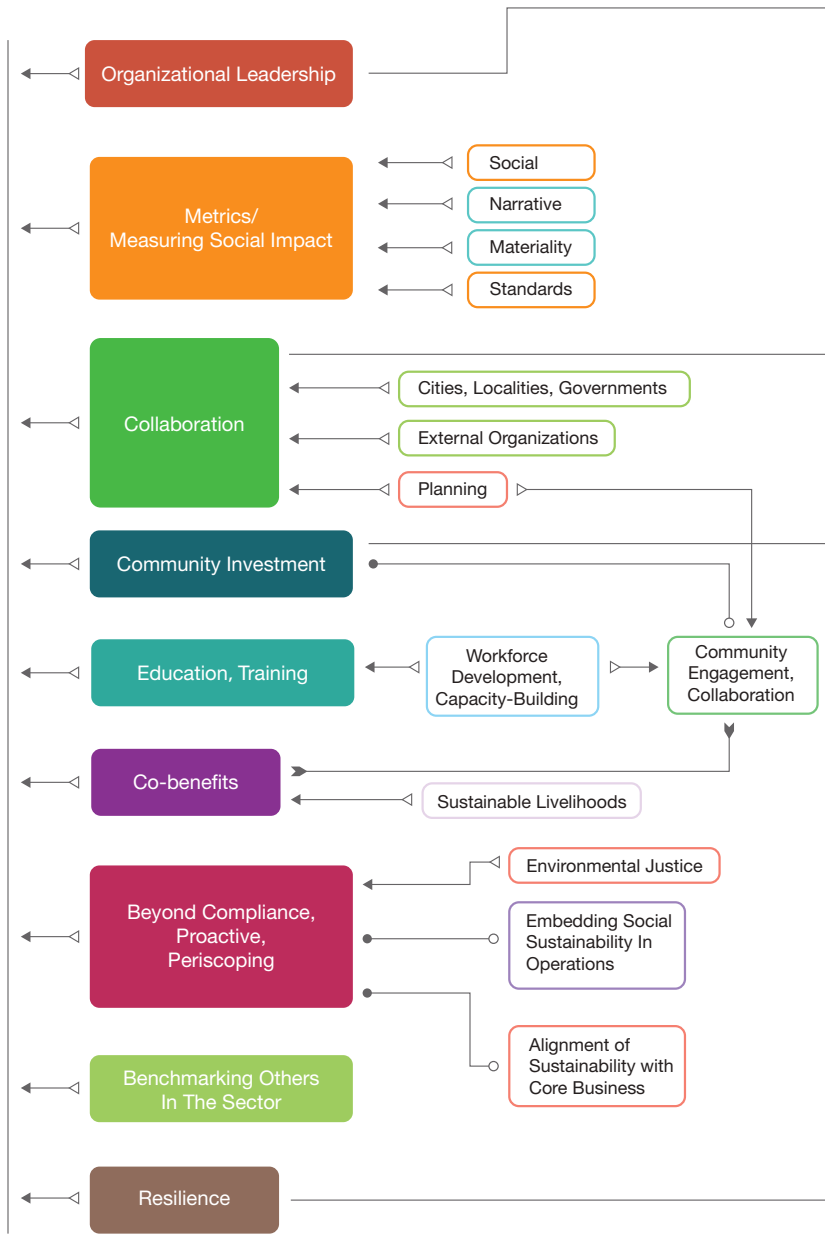 Organizational Leadership
Metrics/
Measuring Social Impact
Social
Narrative
Materiality
Standards
Collaboration
Cities, Localities, Governments
External Organizations
Planning
Community Investment
Education, Training
Workforce
Development,
Capacity-Building
Community
Engagement,
Collaboration
Co-benefits
Sustainable Livelihoods
Beyond Compliance,
Proactive,
Periscoping
Environmental Justice
Embedding Social
Sustainability In
Operations
Alignment of
Sustainability with
Core Business
Benchmarking Others
In The Sector
Resilience